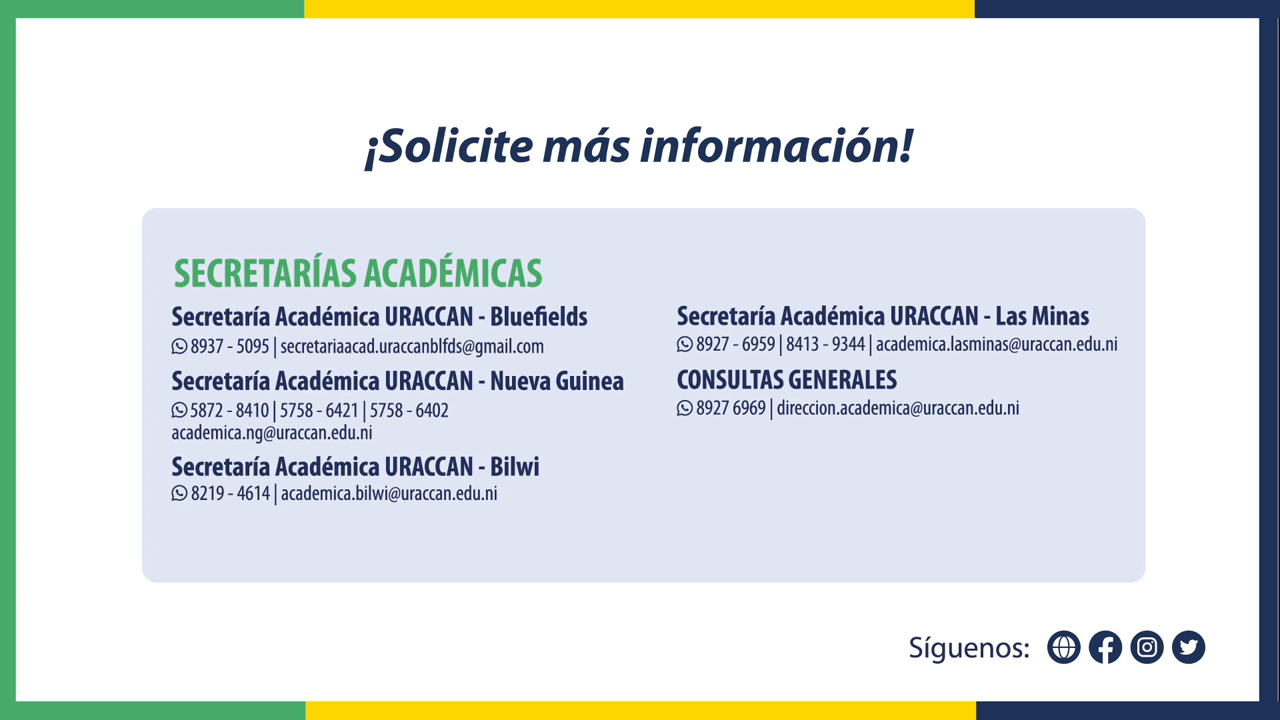 ¡Solicite más información!
SECRETARÍAS ACADÉMICAS
Secretaría Académica URACCAN - Bluefields
8937 - 5095 | secretariaacad.uraccanblfds@gmail.com
Secretaría Académica URACCAN - Nueva Guinea
5872 - 8410 | 5758 - 6421 | 5758 - 6402
academica.ng@uraccan.edu.ni
Secretaría Académica URACCAN - Bilwi
8219 - 4614 | academica.bilwi@uraccan.edu.ni
Secretaría Académica URACCAN - Las Minas
8927 - 6959 | 8413 - 9344 | academica.lasminas@uraccan.edu.ni
CONSULTAS GENERALES
8927 6969 | direccion.academica@uraccan.edu.ni
Síguenos: